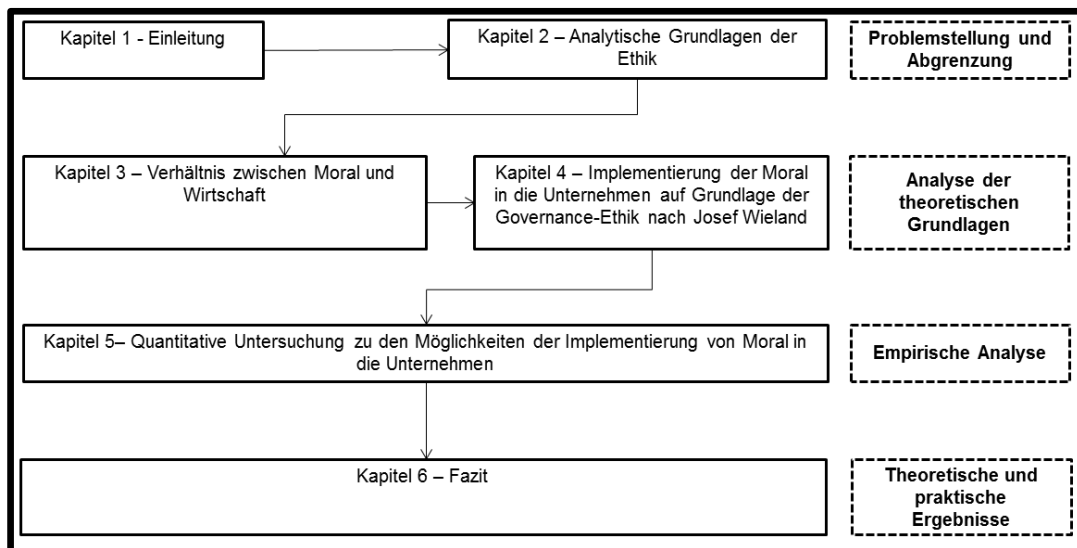 Kapitel 1 - Einleitung
Kapitel 2 – Analytische Grundlagen der
Ethik
Problemstellung und
Abgrenzung
Kapitel 3 – Verhältnis zwischen Moral und
Wirtschaft
Kapitel 4 – Implementierung der Moral
in die Unternehmen auf Grundlage der
Governance-Ethik nach Josef Wieland
Analyse der
theoretischen
Grundlagen
Kapitel 5– Quantitative Untersuchung zu den Möglichkeiten der Implementierung von Moral in
die Unternehmen
Empirische Analyse
Kapitel 6 – Fazit
Theoretische und
praktische
Ergebnisse